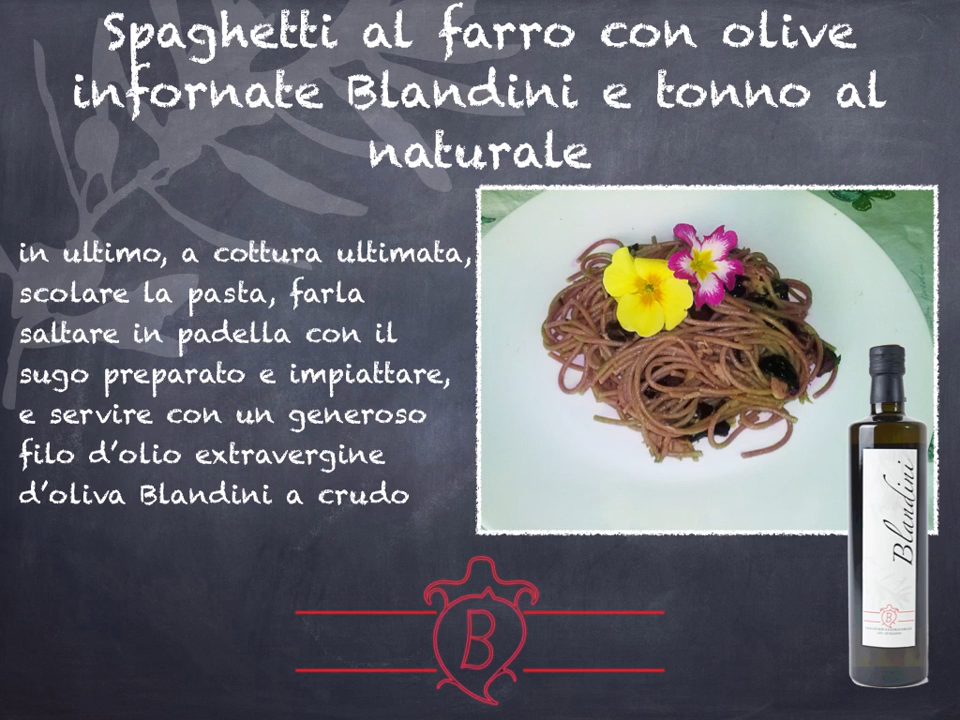 Spaghetti al farro con olive
infornate Blandini e tonno al
naturale
in ultimo, a cottura ultimata,
scolare la pasta, farla
saltare in padella con il
sugo preparato e impiattare,
e servire con un generoso
filo d'olio extravergine
d'oliva Blandini a crudo
Blandini
B
B